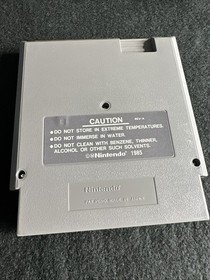 CAUTION
• DO NOT STORE IN EXTREME TEMPERATURES.
• DO NOT IMMERSE IN WATER.
• DO NOT CLEAN WITH BENZENE, THINNER,
ALCOHOL OR OTHER SUCH SOLVENTS.
©Nintendo 1985
Nintendo